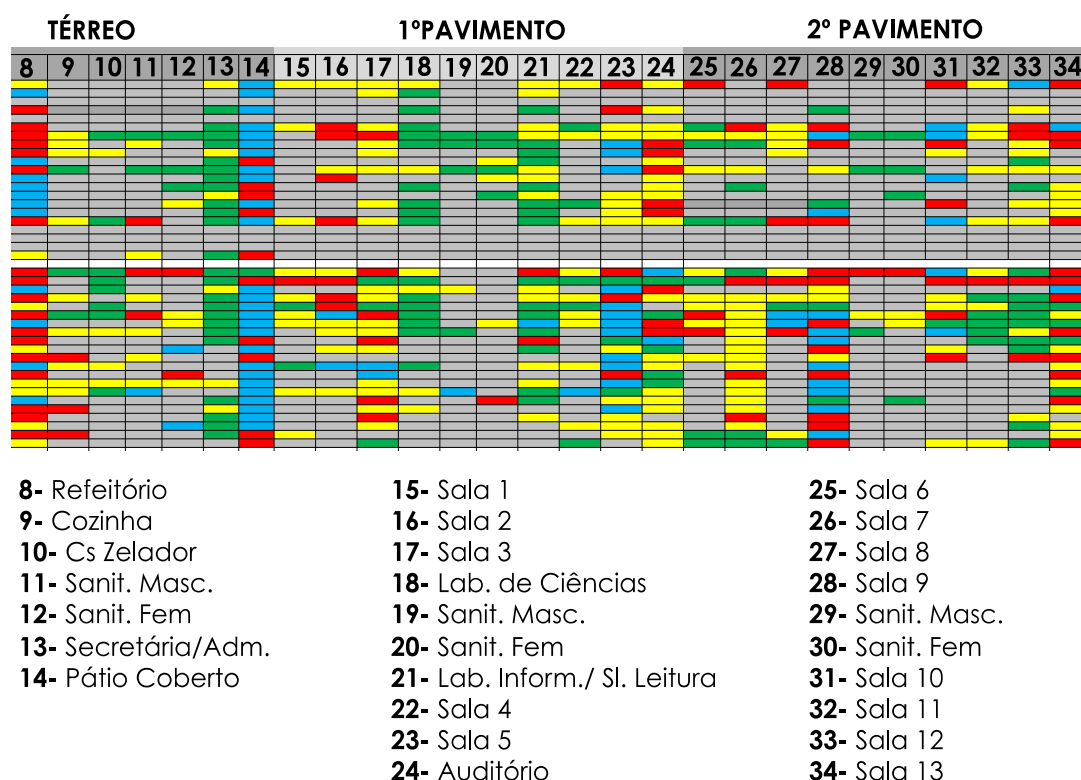 TÉRREO 1ºPAVIMENTO 2º PAVIMENTO
8 9 10 11 12 13 14 15 16 17 18 19 20 21 22 23 24 25 26 27 28 29 30 31 32 33 34
8- Refeitório
9- Cozinha
10- Cs Zelador
11- Sanit. Masc.
12- Sanit. Fem
13- Secretária/Adm.
14- Pátio Coberto
15- Sala 1
16- Sala 2
17- Sala 3
18- Lab. de Ciências
19- Sanit. Masc.
20- Sanit. Fem
21- Lab. Inform./ Sl. Leitura
22- Sala 4
23- Sala 5
24- Auditório
25- Sala 6
26- Sala 7
27- Sala 8
28- Sala 9
29- Sanit. Masc.
30- Sanit. Fem
31- Sala 10
32- Sala 11
33- Sala 12
34- Sala 13